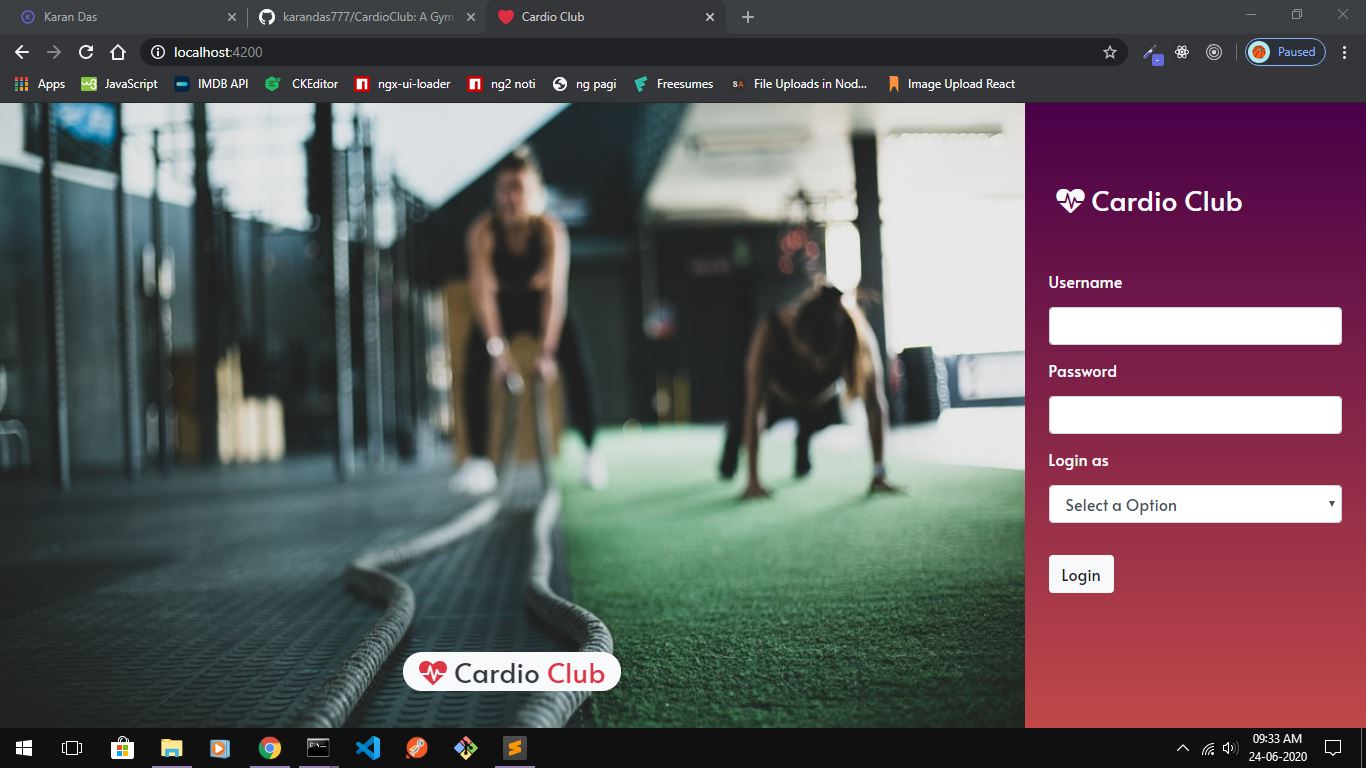 Karan Das
karandas777/CardioClub: A Gym
Cardio Club
localhost:4200
Paused
Apps
JavaScript
IMDB API
CKEditor
ngx-ui-loader
ng2 noti
ng pagi
Freesumes
SA
File Uploads in Nod...
Image Upload React
Cardio Club
Username
Password
Login as
Select a Option
Login
Cardio Club
09:33 AM
24-06-2020